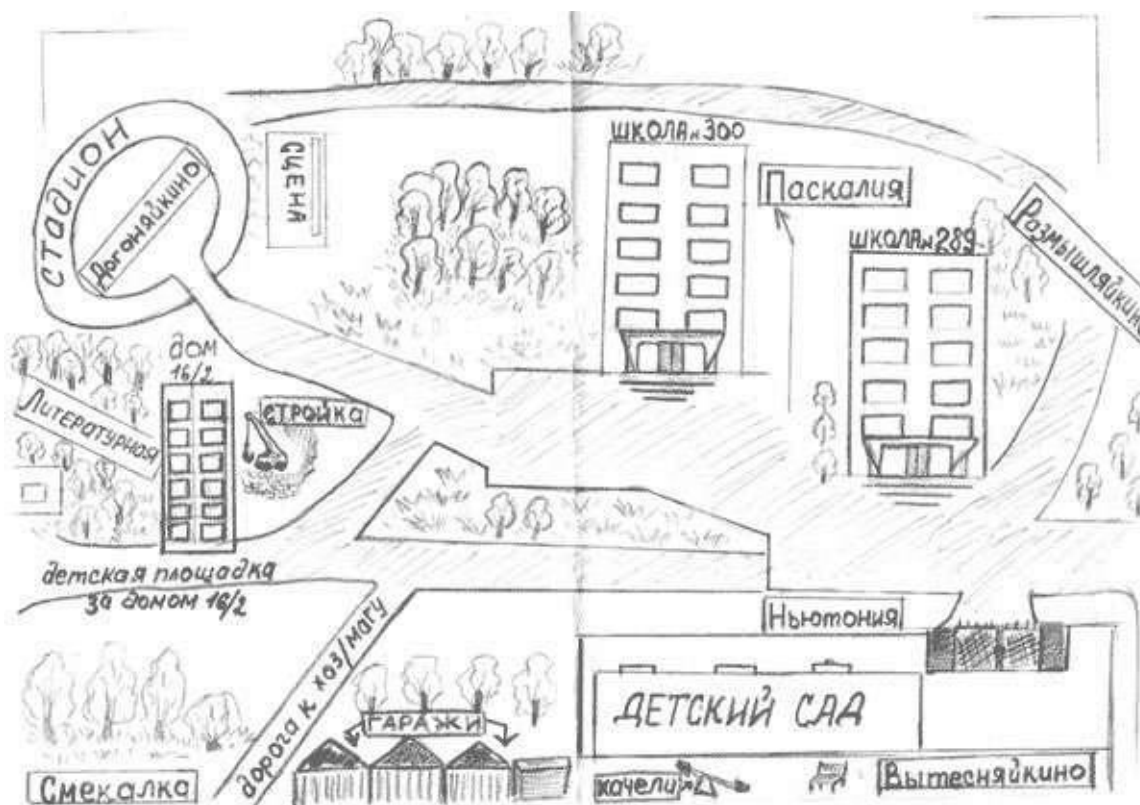 ШКОЛА № 300
СТАДИОН
Догоняйкино
СЦЕНА
Паскалия
Размышляйкино
ШКОЛА № 289
дом
16/2
СТРОЙКА
Литературная
детская площадка
за домом 16/2
Ньютония
дорога к хоз/магу
ДЕТСКИЙ САД
ГАРАЖИ
Смекалка
качели
Вытесняйкино